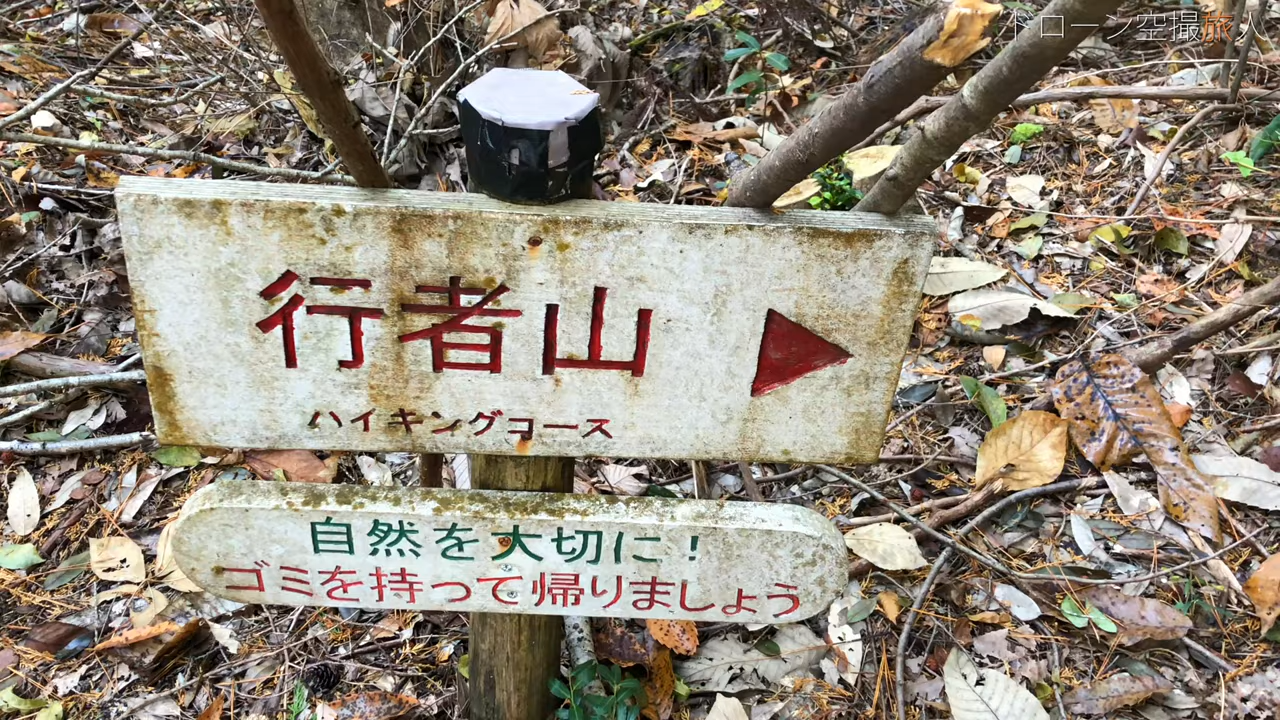 ドローン空撮旅人
行者山
ハイキングコース
自然を大切に！
ゴミを持って帰りましょう